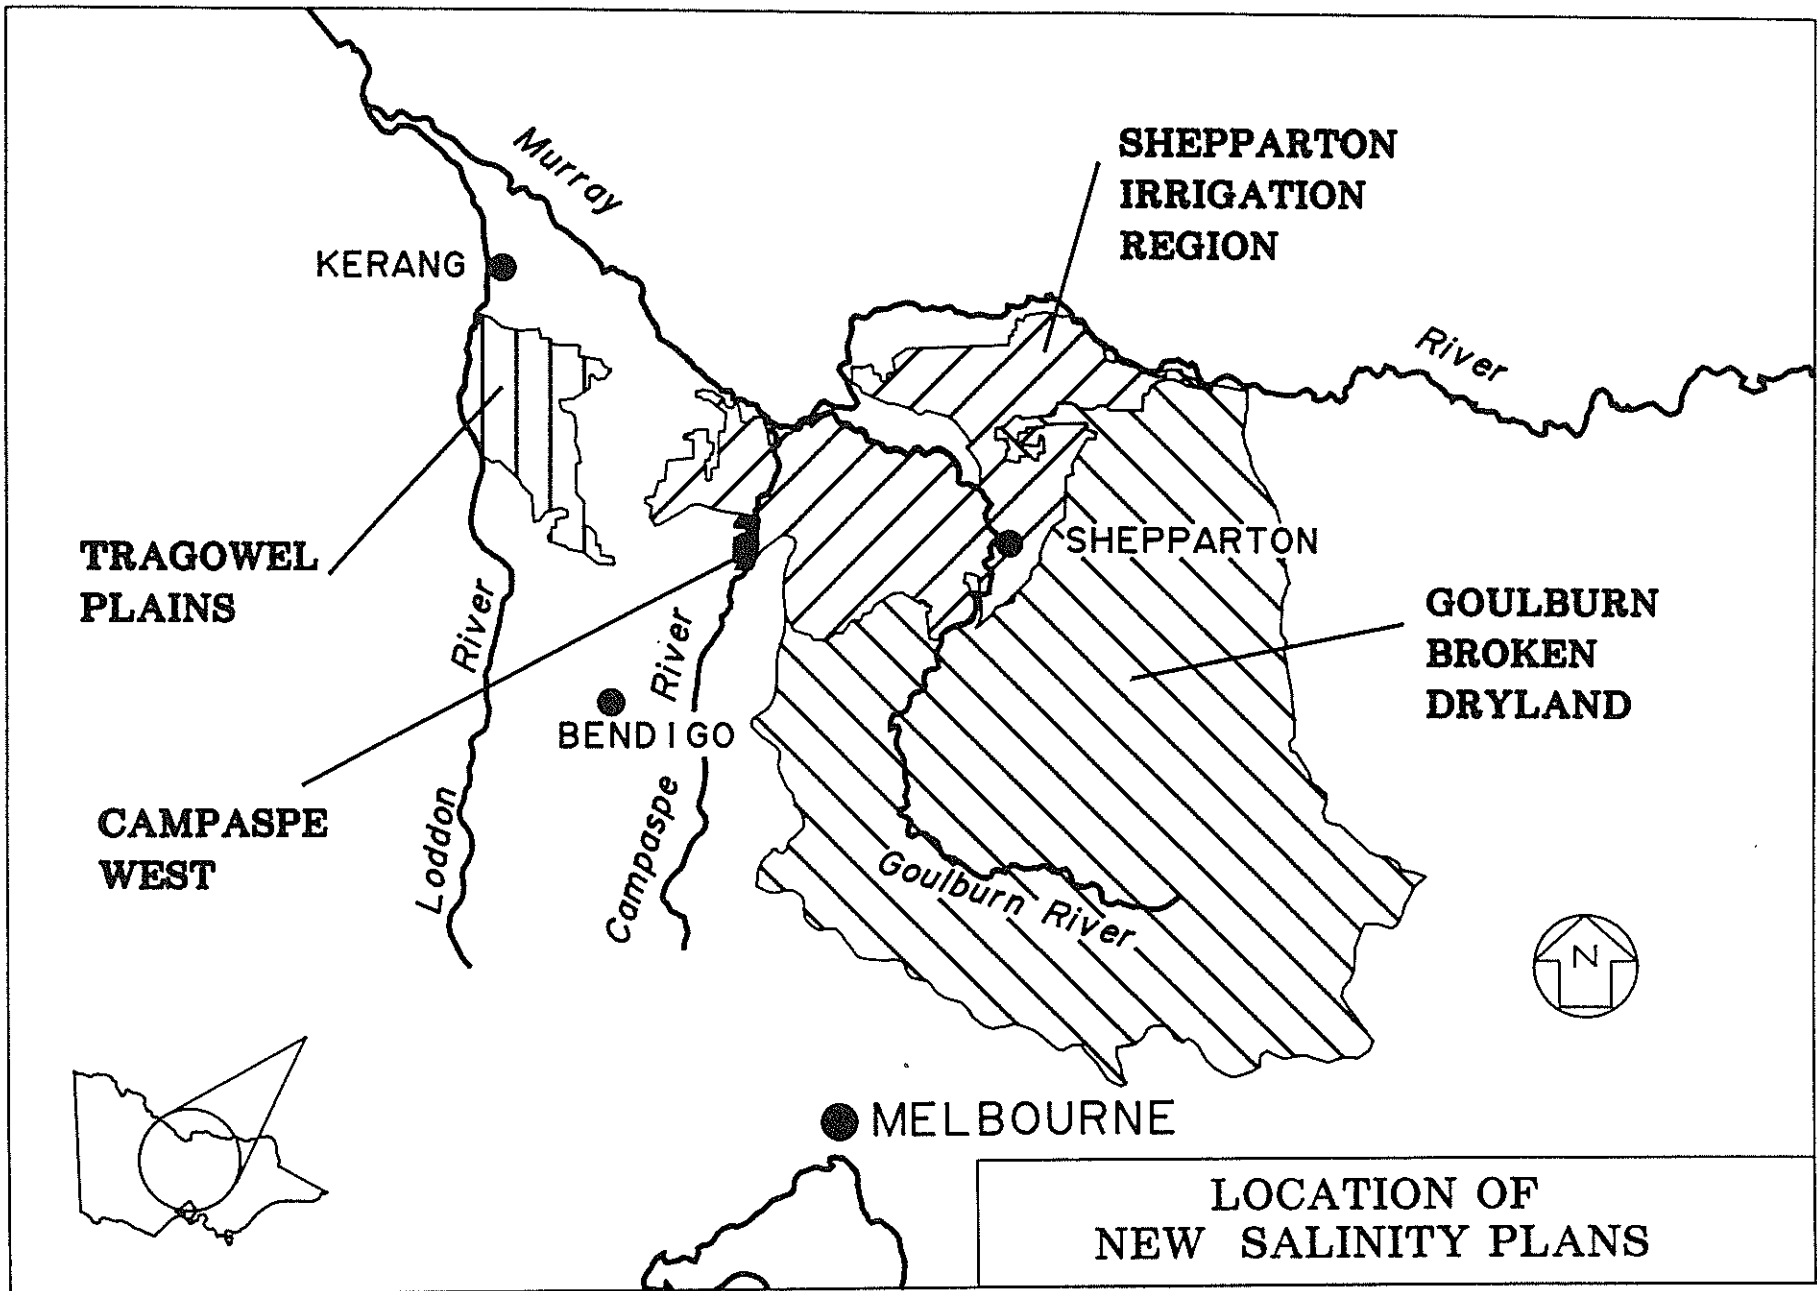 Murray
SHEPPARTON
IRRIGATION
REGION
KERANG
River
TRAGOWEL
PLAINS
SHEPPARTON
River
River
GOULBURN
BROKEN
DRYLAND
BENDIGO
CAMPASPE
WEST
Loddon
Campaspe
Goulburn River
N
MELBOURNE
LOCATION OF
NEW SALINITY PLANS